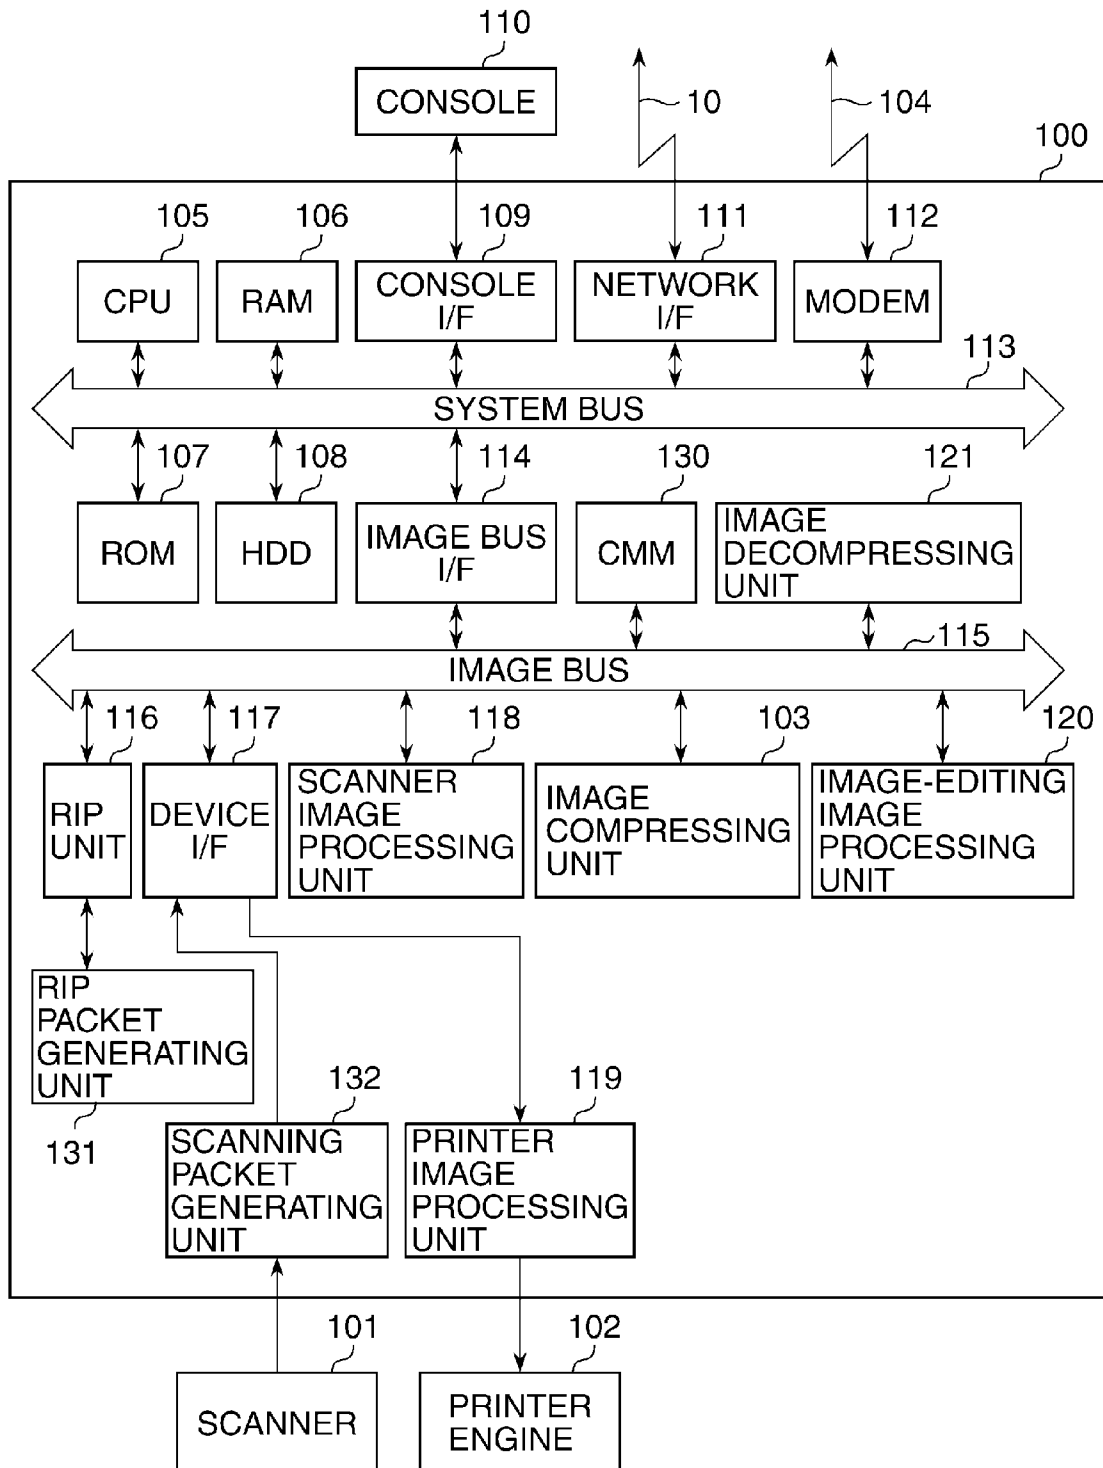 110
CONSOLE
10
104
100
105
106
109
111
112
CPU
RAM
CONSOLE
I/F
NETWORK
I/F
MODEM
113
SYSTEM BUS
107
108
114
130
121
ROM
HDD
IMAGE BUS
I/F
CMM
IMAGE
DECOMPRESSING
UNIT
115
IMAGE BUS
116
117
118
103
120
RIP
UNIT
DEVICE
I/F
SCANNER
IMAGE
PROCESSING
UNIT
IMAGE
COMPRESSING
UNIT
IMAGE-EDITING
IMAGE
PROCESSING
UNIT
RIP
PACKET
GENERATING
UNIT
131
132
119
SCANNING
PACKET
GENERATING
UNIT
PRINTER
IMAGE
PROCESSING
UNIT
101
102
SCANNER
PRINTER
ENGINE